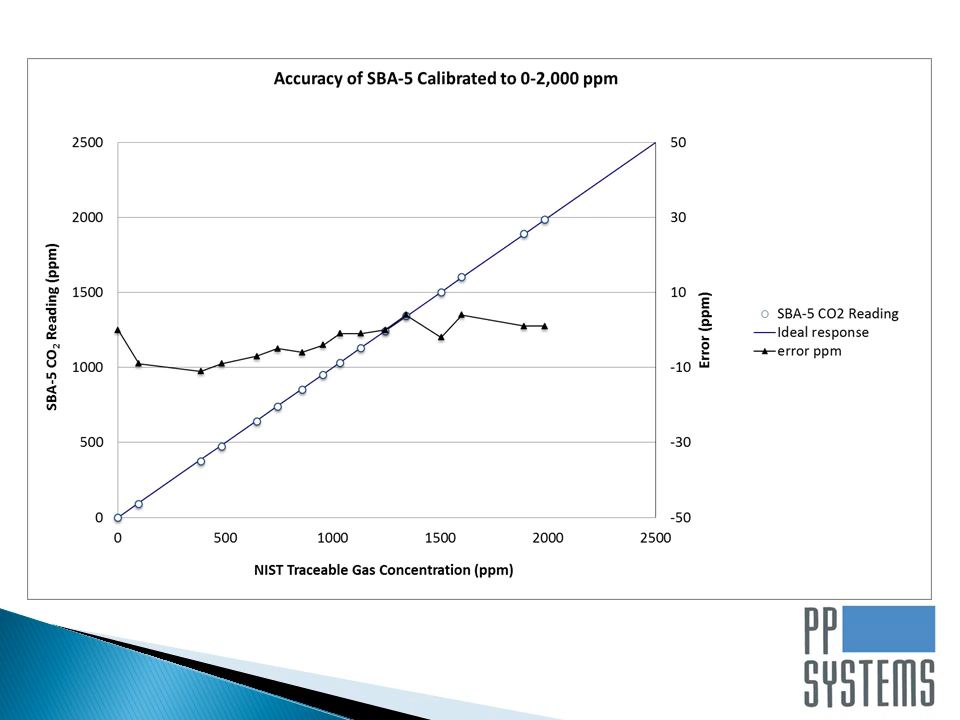 Accuracy of SBA-5 Calibrated to 0-2,000 ppm
2500
2000
1500
1000
500
0
SBA-5 CO2 Reading (ppm)
50
30
10
-10
-30
-50
Error (ppm)
0 500 1000 1500 2000 2500
NIST Traceable Gas Concentration (ppm)
SBA-5 CO2 Reading
Ideal response
error ppm
PP
SYSTEMS